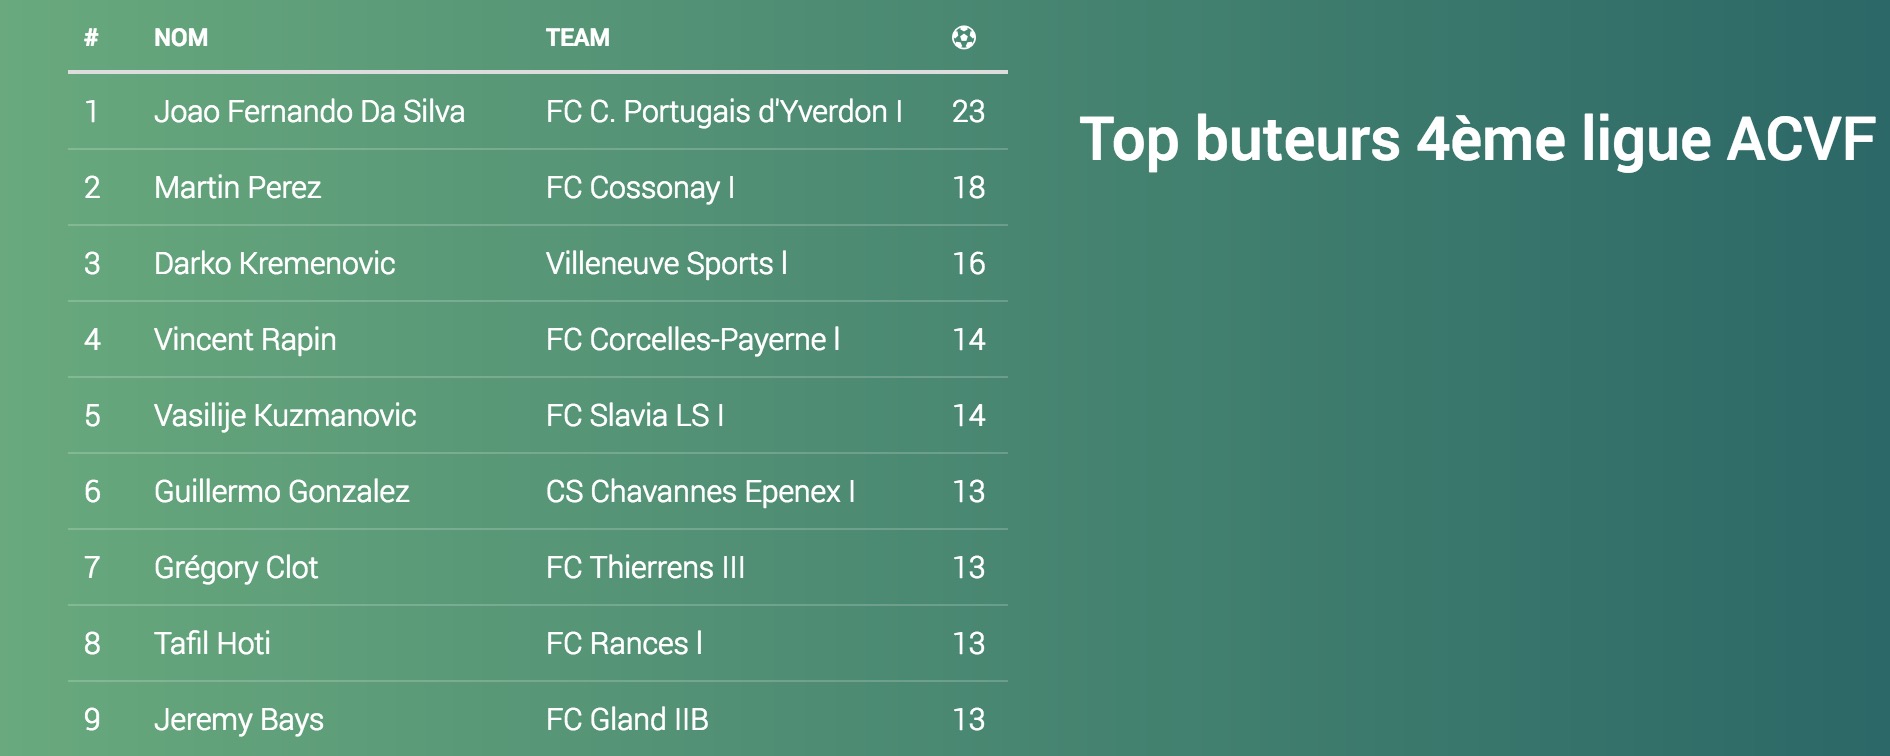 # NOM TEAM
1 Joao Fernando Da Silva FC C. Portugais d'Yverdon I 23
Top buteurs 4ème ligue ACVF
2 Martin Perez FC Cossonay I 18
3 Darko Kremenovic Villeneuve Sports l 16
4 Vincent Rapin FC Corcelles-Payerne l 14
5 Vasilije Kuzmanovic FC Slavia LS I 14
6 Guillermo Gonzalez CS Chavannes Epenex I 13
7 Grégory Clot FC Thierrens III 13
8 Tafil Hoti FC Rances l 13
9 Jeremy Bays FC Gland IIB 13